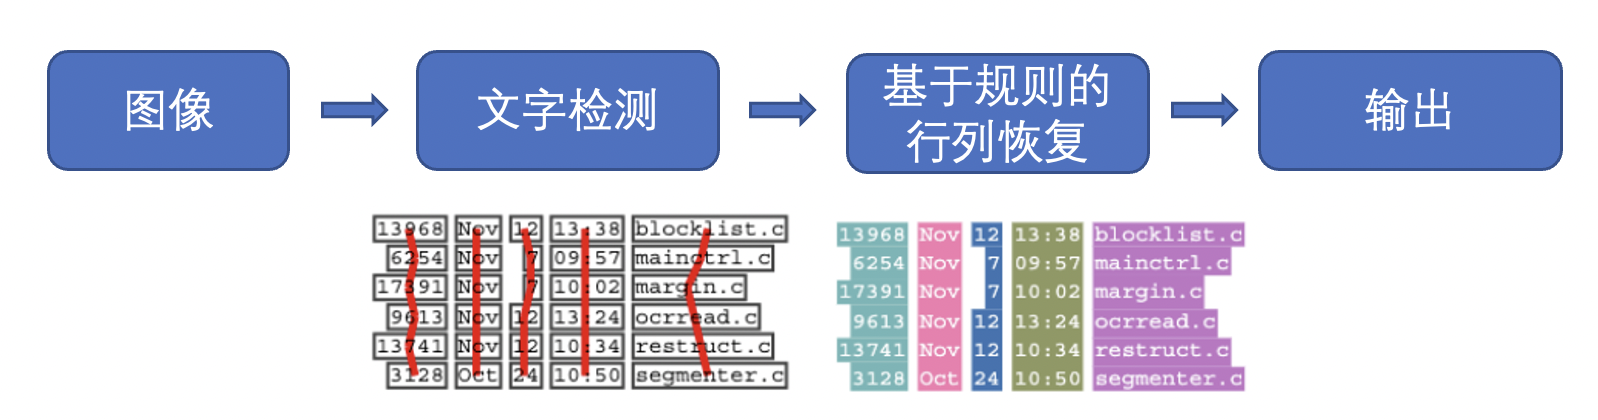 图像
文字检测
基于规则的
行列恢复
输出
13968 Nov 12 13:38 blocklist.c
6254 Nov 7 09:57 mainctrl.c
17391 Nov 7 10:02 margin.c
9613 Nov 12 13:24 ocrread.c
13741 Nov 12 10:34 restruct.c
3128 Oct 24 10:50 segmenter.c
13968 Nov 12 13:38 blocklist.c
6254 Nov 7 09:57 mainctrl.c
17391 Nov 7 10:02 margin.c
9613 Nov 12 13:24 ocrread.c
13741 Nov 12 10:34 restruct.c
3128 Oct 24 10:50 segmenter.c